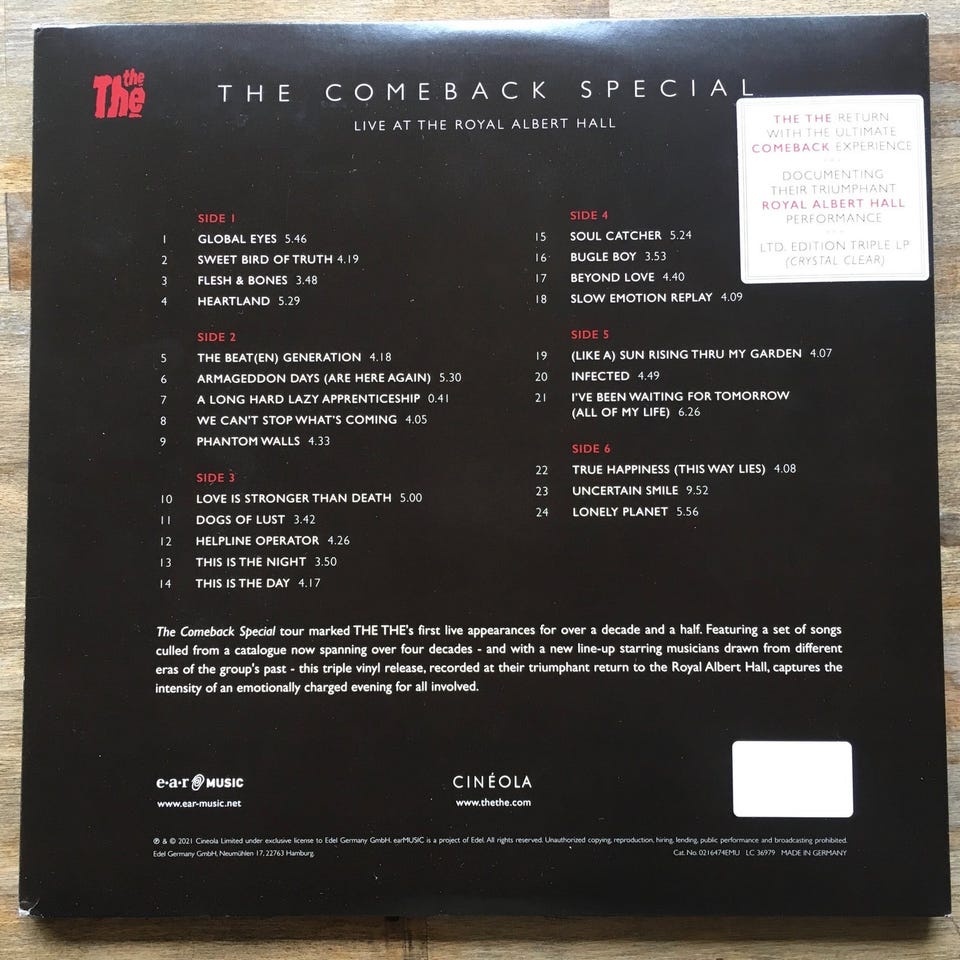 the
The
THE COMEBACK SPECIAL
LIVE AT THE ROYAL ALBERT HALL
THE THE RETURN
WITH THE ULTIMATE
COMEBACK EXPERIENCE
DOCUMENTING
THEIR TRIUMPHANT
ROYAL ALBERT HALL
PERFORMANCE
LTD. EDITION TRIPLE LP
(CRYSTAL CLEAR)
SIDE 1
1 GLOBAL EYES 5.46
2 SWEET BIRD OF TRUTH 4.19
3 FLESH & BONES 3.48
4 HEARTLAND 5.29
SIDE 2
5 THE BEAT(EN) GENERATION 4.18
6 ARMAGEDDON DAYS (ARE HERE AGAIN) 5.30
7 A LONG HARD LAZY APPRENTICESHIP 0.41
8 WE CAN'T STOP WHAT'S COMING 4.05
9 PHANTOM WALLS 4.33
SIDE 3
10 LOVE IS STRONGER THAN DEATH 5.00
11 DOGS OF LUST 3.42
12 HELPLINE OPERATOR 4.26
13 THIS IS THE NIGHT 3.50
14 THIS IS THE DAY 4.17
SIDE 4
15 SOUL CATCHER 5.24
16 BUGLE BOY 3.53
17 BEYOND LOVE 4.40
18 SLOW EMOTION REPLAY 4.09
SIDE 5
19 (LIKE A) SUN RISING THRU MY GARDEN 4.07
20 INFECTED 4.49
21 I'VE BEEN WAITING FOR TOMORROW
(ALL OF MY LIFE) 6.26
SIDE 6
22 TRUE HAPPINESS (THIS WAY LIES) 4.08
23 UNCERTAIN SMILE 9.52
24 LONELY PLANET 5.56
The Comeback Special tour marked THE THE's first live appearances for over a decade and a half. Featuring a set of songs
culled from a catalogue now spanning over four decades - and with a new line-up starring musicians drawn from different
eras of the group's past - this triple vinyl release, recorded at their triumphant return to the Royal Albert Hall, captures the
intensity of an emotionally charged evening for all involved.
e·a·r MUSIC
www.ear-music.net
CINÉOLA
www.thethe.com
℗ & © 2021 Cineola Limited under exclusive license to Edel Germany GmbH. earMUSIC is a project of Edel. All rights reserved. Unauthorized copying, reproduction, hiring, lending, public performance and broadcasting prohibited.
Edel Germany GmbH, Neumühlen 17, 22763 Hamburg.
Cat. No. 0216474EMU LC 36979 MADE IN GERMANY